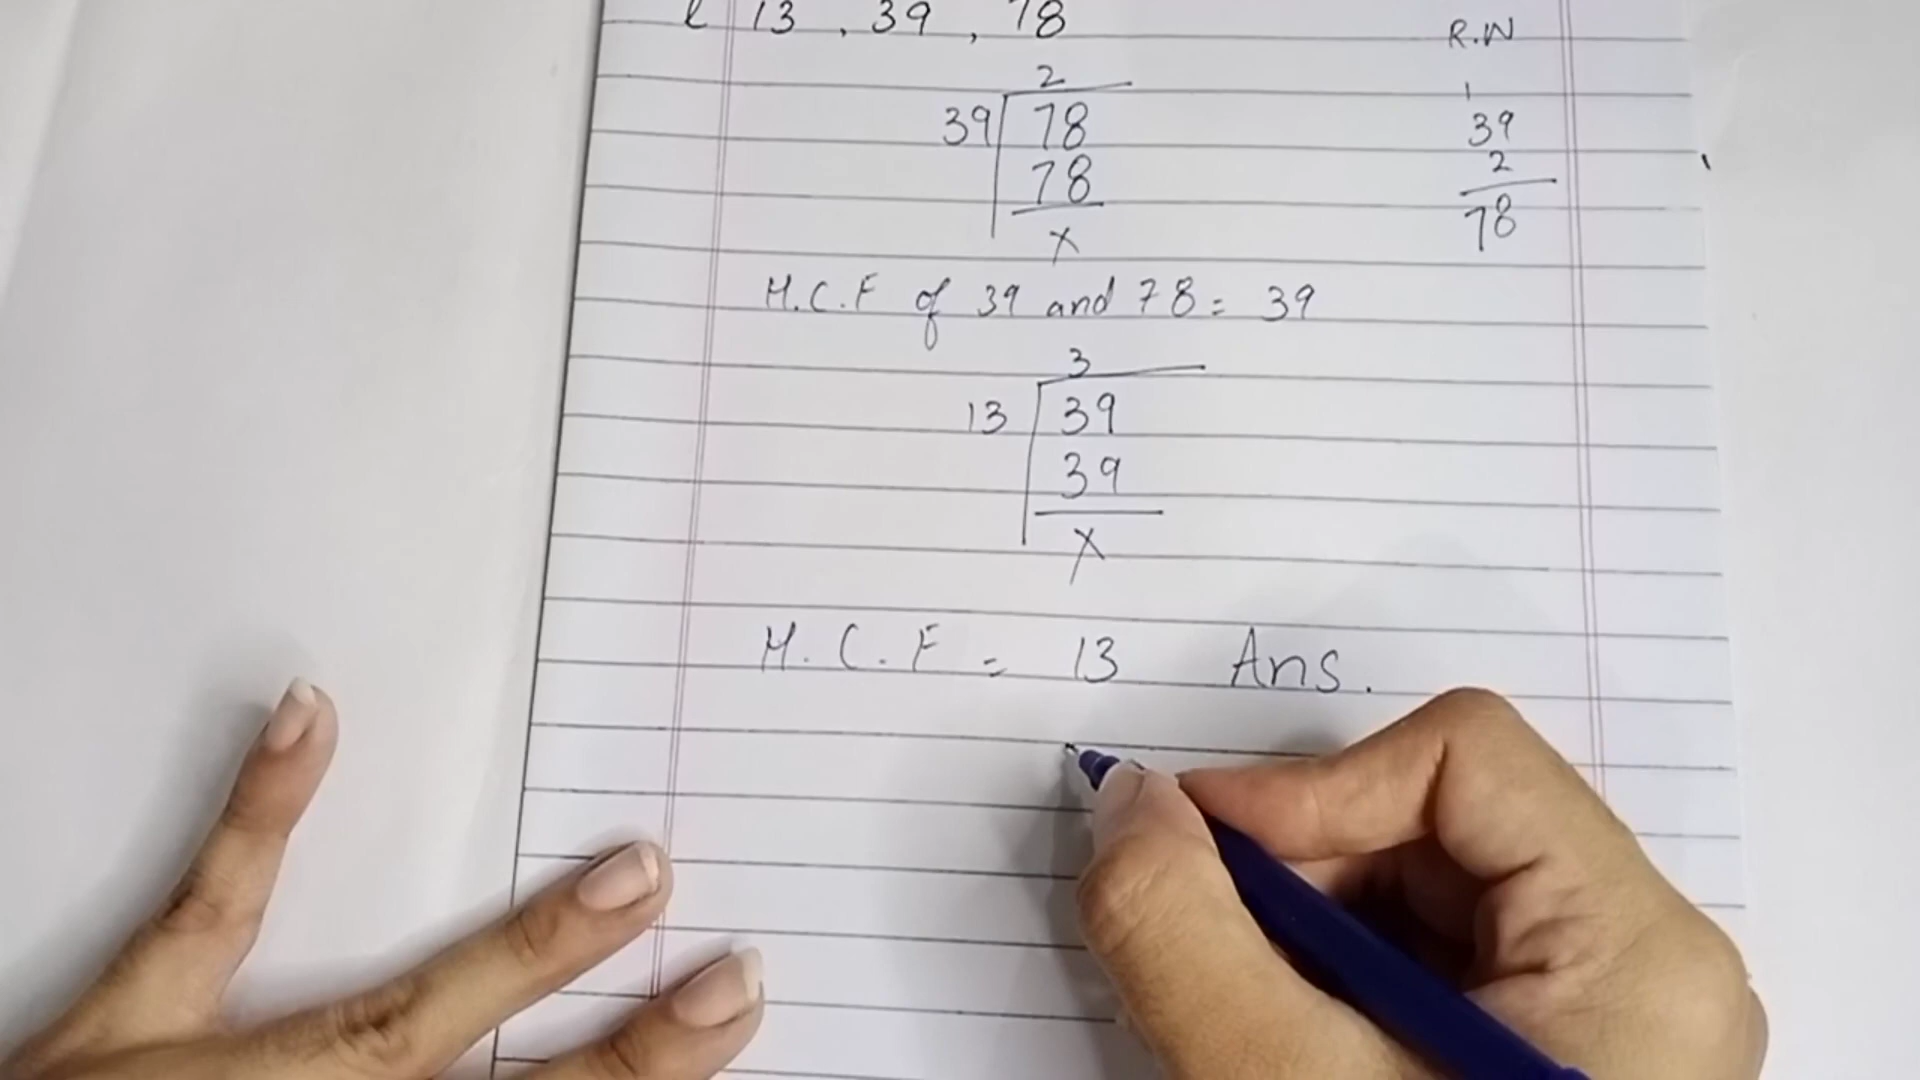 l 13 , 39 , 78
R.W
2
39 78
78
x
1
39
2
78
H.C.F of 39 and 78 = 39
3
13 39
39
x
H.C.F = 13 Ans.